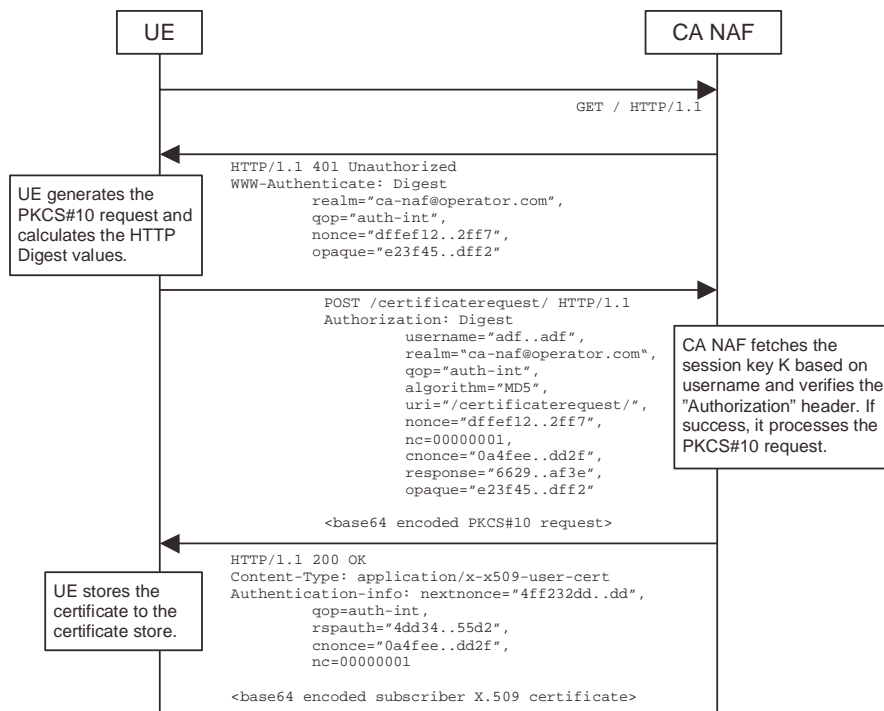 UE
CA NAF
GET / HTTP/1.1
HTTP/1.1 401 Unauthorized
WWW-Authenticate: Digest
realm="ca-naf@operator.com",
qop="auth-int",
nonce="dffef12..2ff7",
opaque="e23f45..dff2"
UE generates the
PKCS#10 request and
calculates the HTTP
Digest values.
POST /certificaterequest/ HTTP/1.1
Authorization: Digest
username="adf..adf",
realm="ca-naf@operator.com",
qop="auth-int",
algorithm="MD5",
uri="/certificaterequest/",
nonce="dffef12..2ff7",
nc=00000001,
cnonce="0a4fee..dd2f",
response="6629..af3e",
opaque="e23f45..dff2"
<base64 encoded PKCS#10 request>
CA NAF fetches the
session key K based on
username and verifies the
”Authorization” header. If
success, it processes the
PKCS#10 request.
HTTP/1.1 200 OK
Content-Type: application/x-x509-user-cert
Authentication-info: nextnonce="4ff232dd..dd",
qop=auth-int,
rspauth="4dd34..55d2",
cnonce="0a4fee..dd2f",
nc=00000001
<base64 encoded subscriber X.509 certificate>
UE stores the
certificate to the
certificate store.